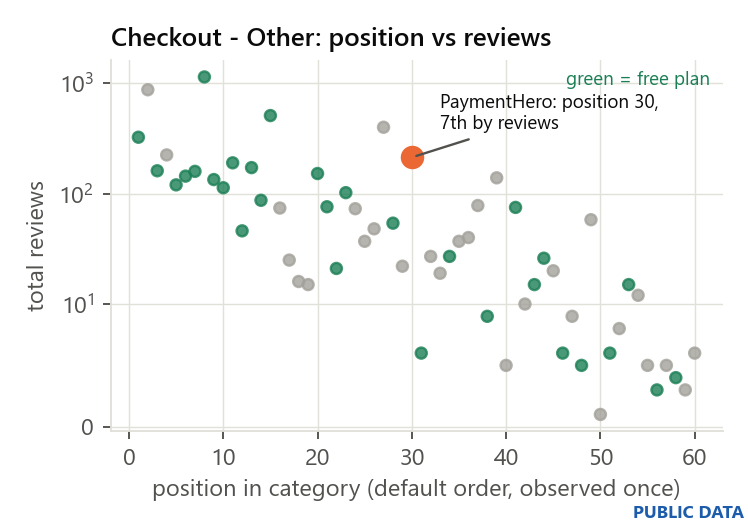 Checkout - Other: position vs reviews
green = free plan
PaymentHero: position 30,
7th by reviews
total reviews
10³
10²
10¹
0
0 10 20 30 40 50 60
position in category (default order, observed once)
PUBLIC DATA